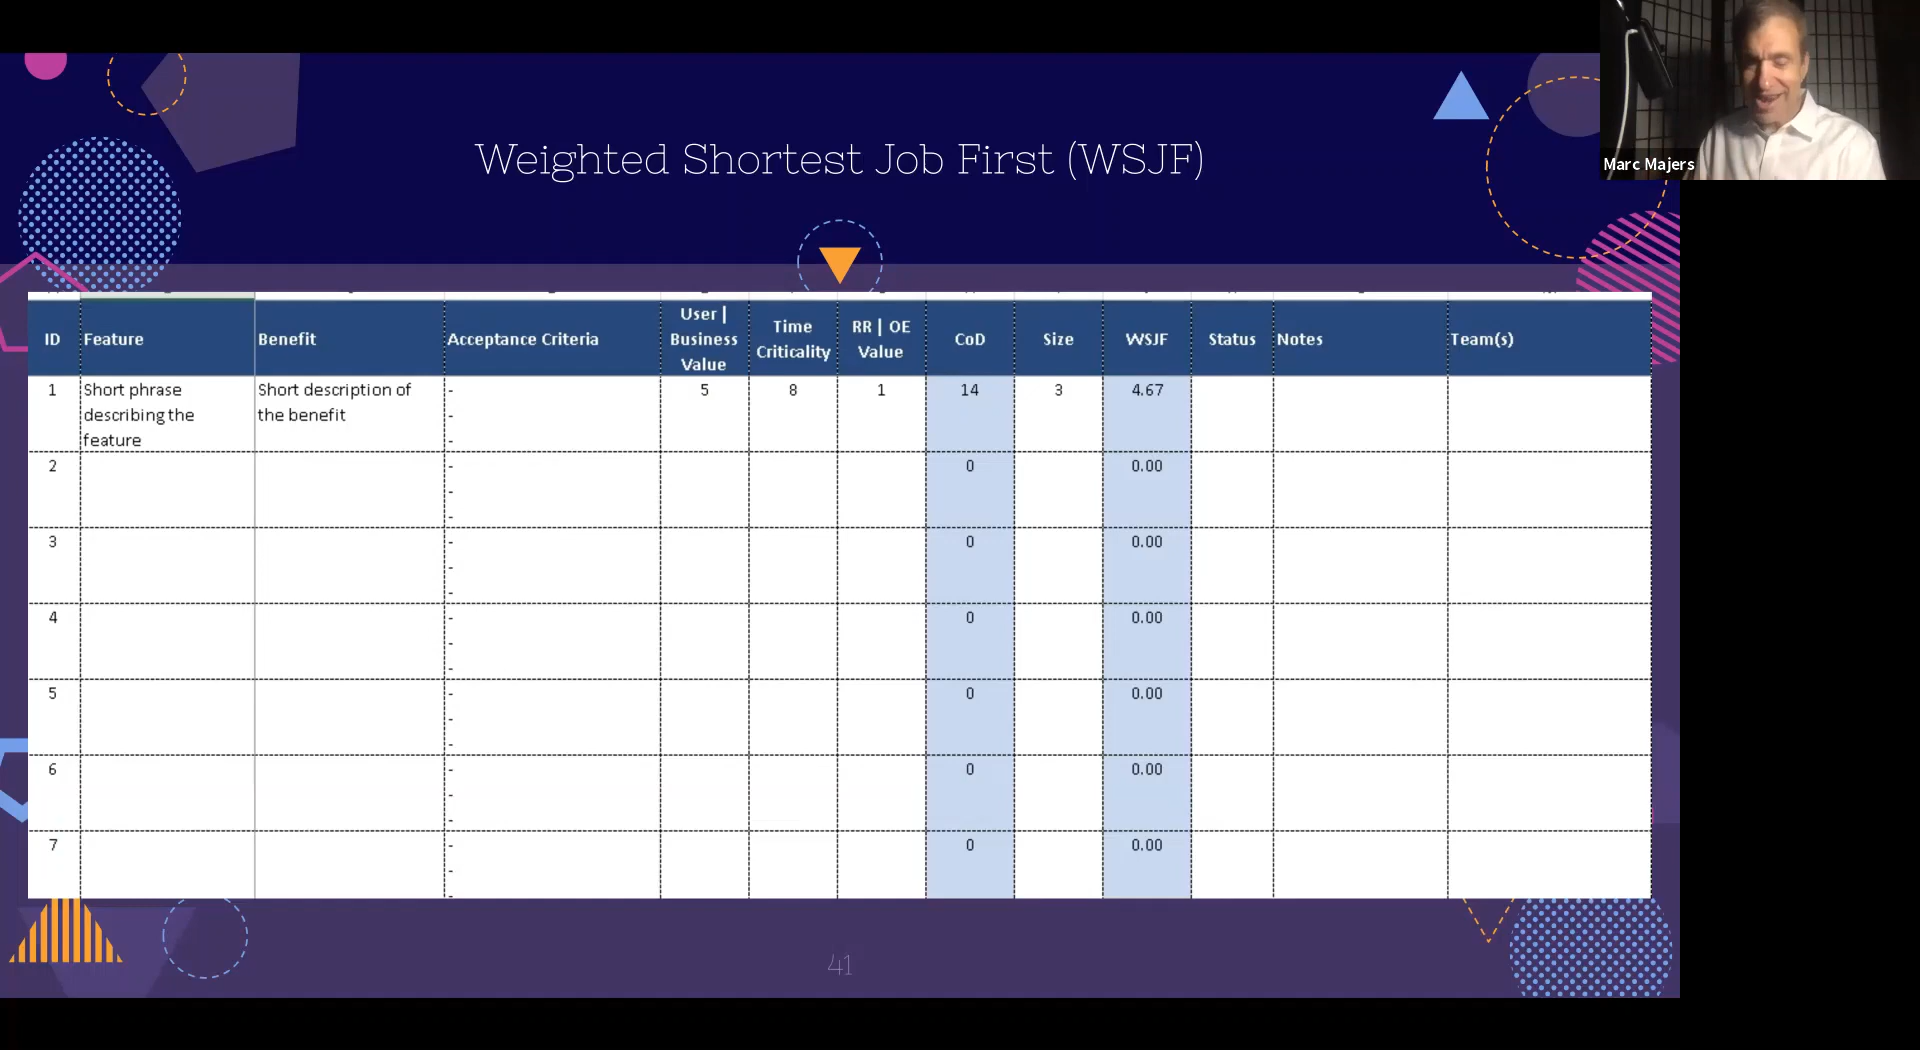 Marc Majers
Weighted Shortest Job First (WSJF)
ID Feature Benefit Acceptance Criteria User | Business Value Time Criticality RR | OE Value CoD Size WSJF Status Notes Team(s)
1 Short phrase describing the feature Short description of the benefit - - - 5 8 1 14 3 4.67
2 - - - 0 0.00
3 - - - 0 0.00
4 - - - 0 0.00
5 - - - 0 0.00
6 - - - 0 0.00
7 - - - 0 0.00
41